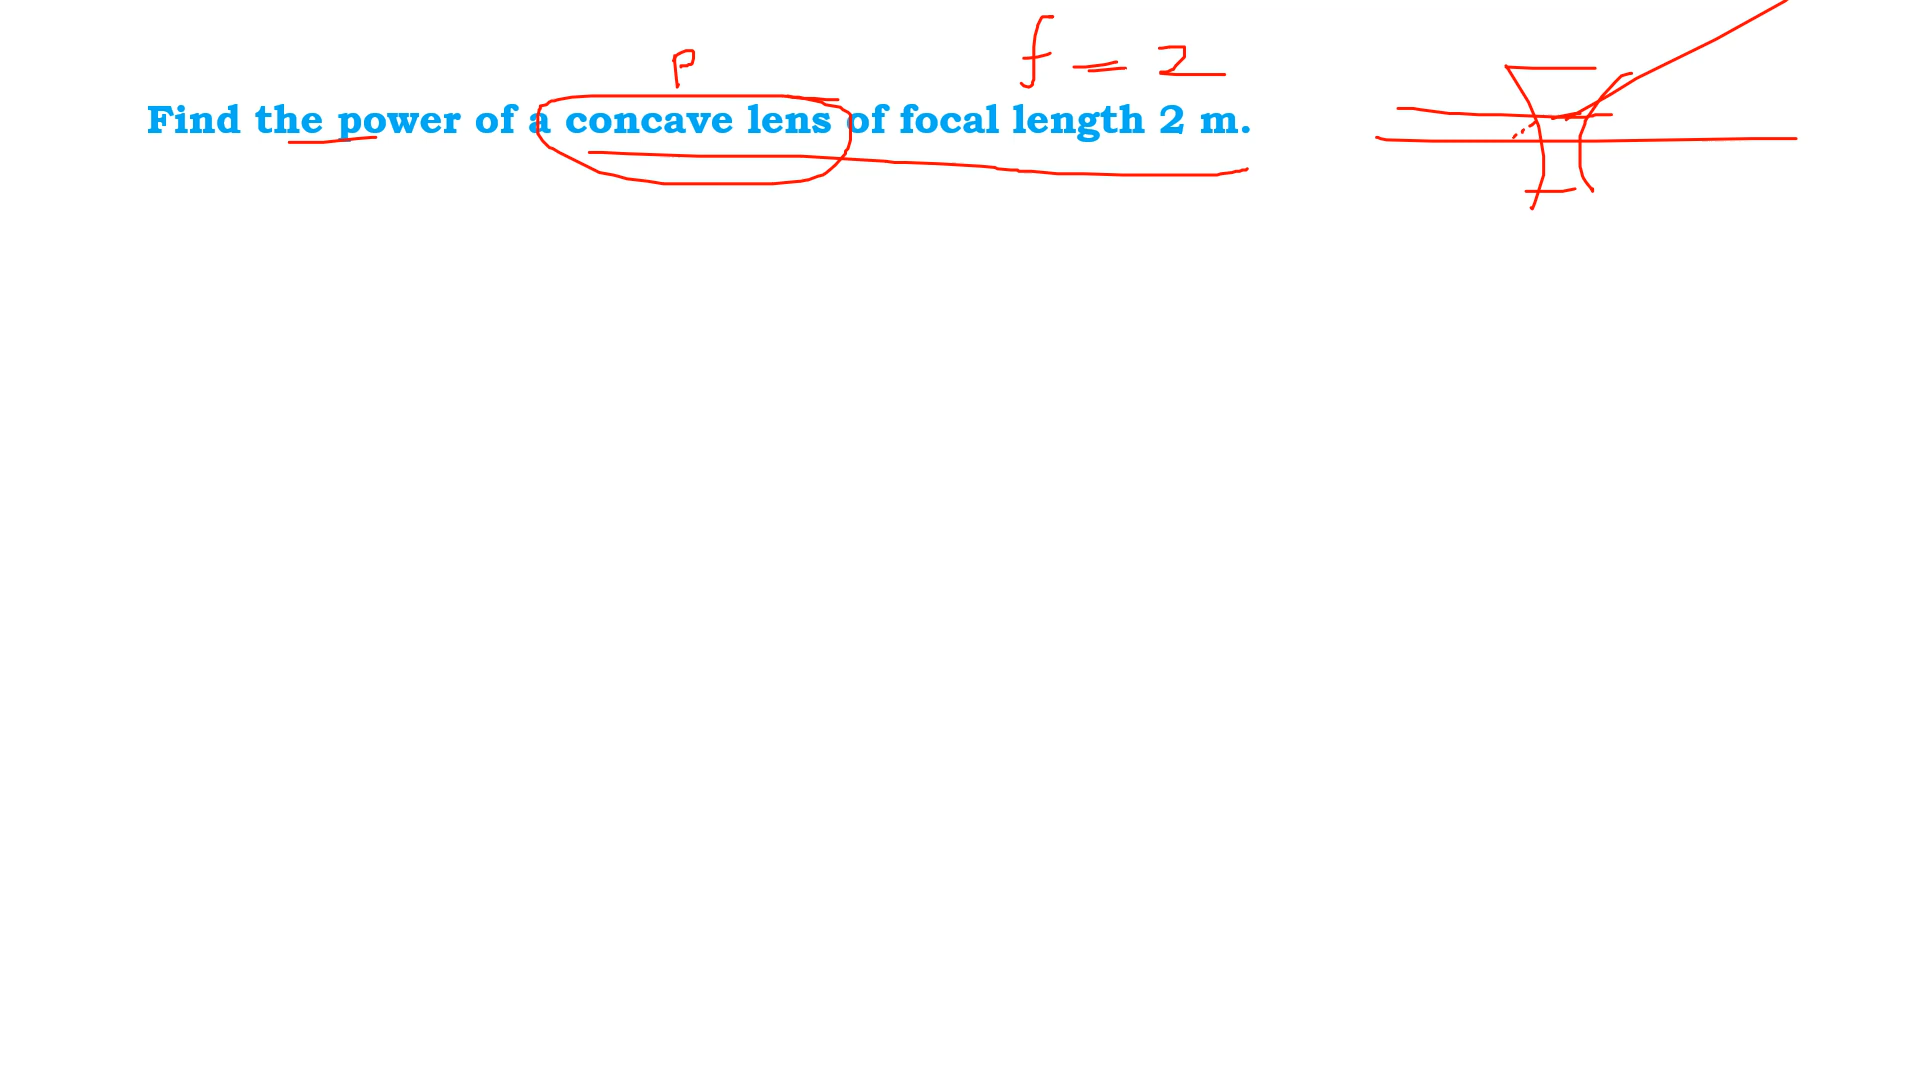 P f = 2
Find the power of a concave lens of focal length 2 m.